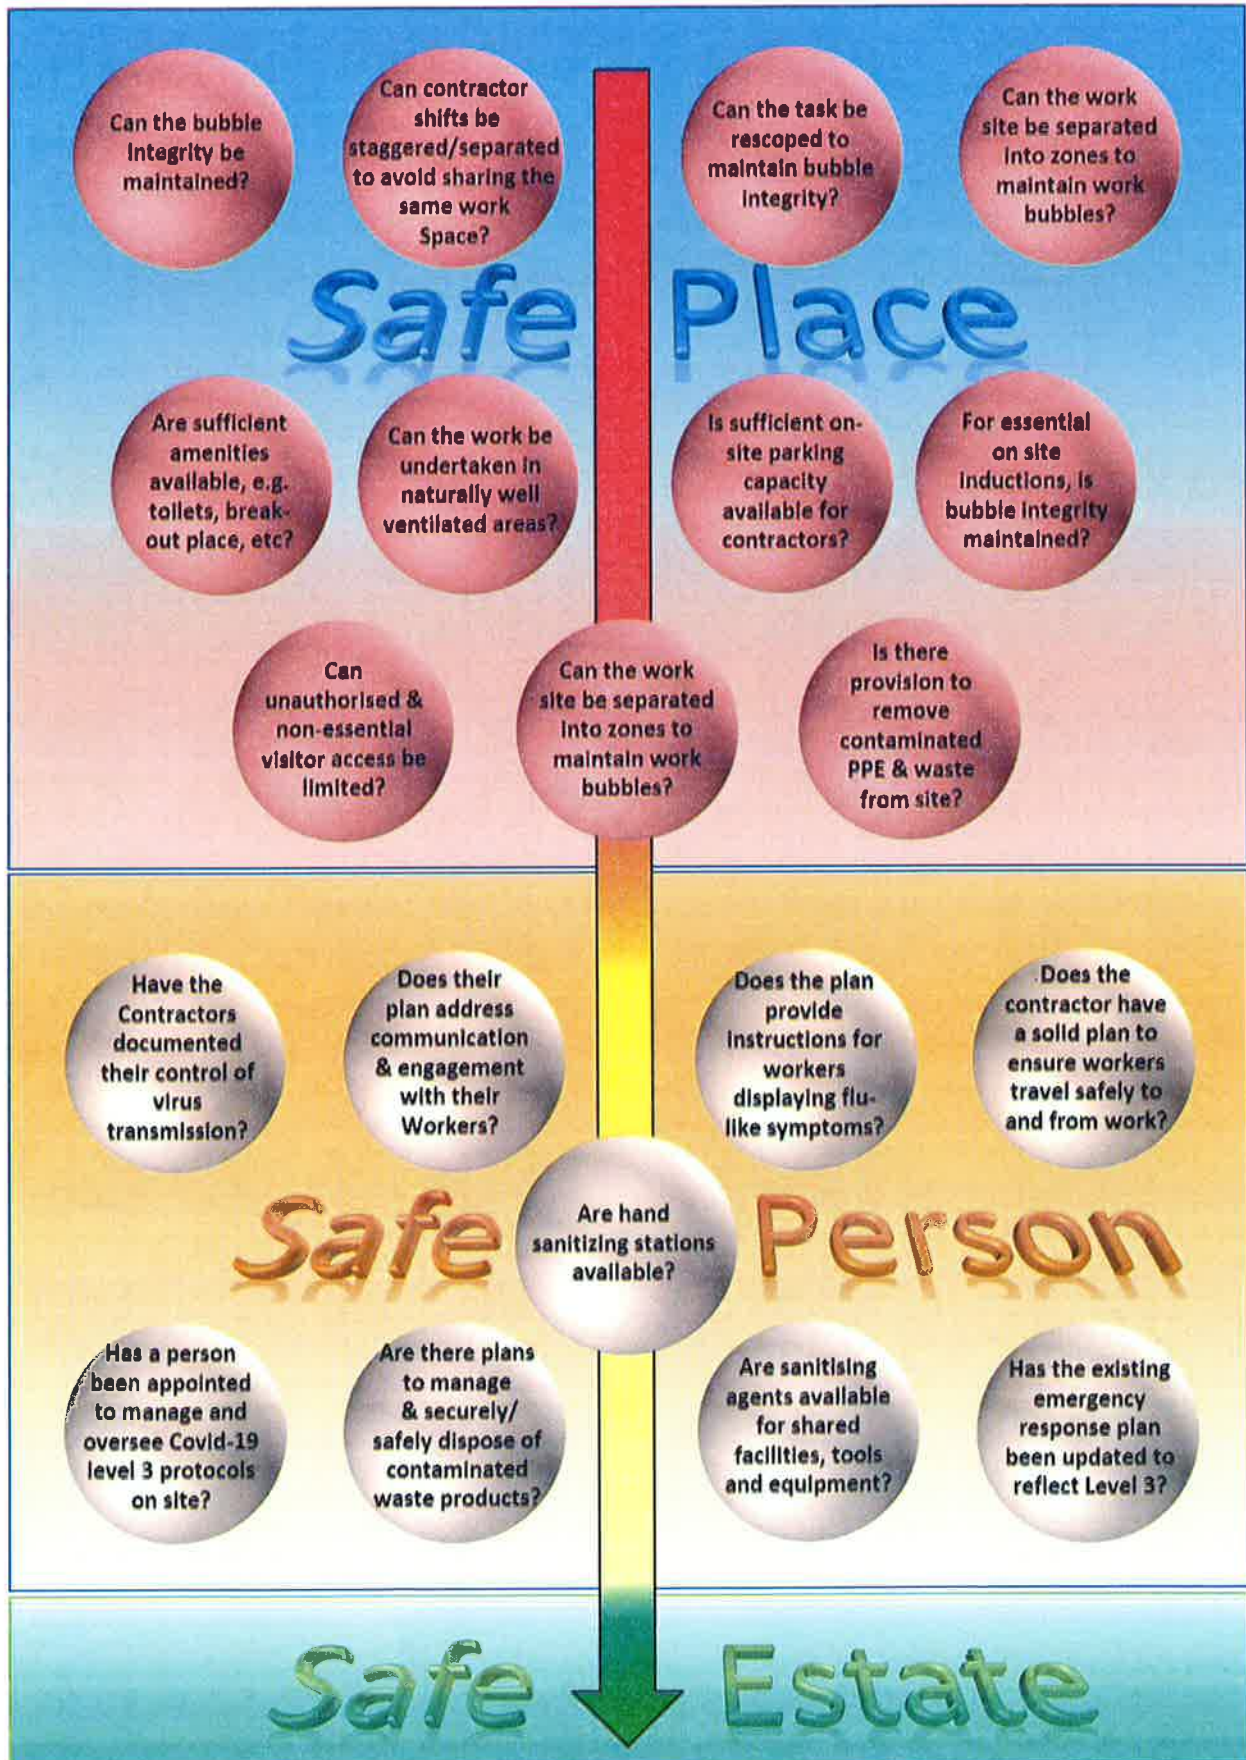 Can the bubble
integrity be
maintained?
Can contractor
shifts be
staggered/separated
to avoid sharing the
same work
Space?
Can the task be
rescoped to
maintain bubble
integrity?
Can the work
site be separated
into zones to
maintain work
bubbles?
Safe Place
Are sufficient
amenities
available, e.g.
toilets, break-
out place, etc?
Can the work be
undertaken in
naturally well
ventilated areas?
Is sufficient on-
site parking
capacity
available for
contractors?
For essential
on site
inductions, is
bubble integrity
maintained?
Can
unauthorised &
non-essential
visitor access be
limited?
Can the work
site be separated
into zones to
maintain work
bubbles?
Is there
provision to
remove
contaminated
PPE & waste
from site?
Have the
Contractors
documented
their control of
virus
transmission?
Does their
plan address
communication
& engagement
with their
Workers?
Does the plan
provide
instructions for
workers
displaying flu-
like symptoms?
Does the
contractor have
a solid plan to
ensure workers
travel safely to
and from work?
Safe Person
Are hand
sanitizing stations
available?
Has a person
been appointed
to manage and
oversee Covid-19
level 3 protocols
on site?
Are there plans
to manage
& securely/
safely dispose of
contaminated
waste products?
Are sanitising
agents available
for shared
facilities, tools
and equipment?
Has the existing
emergency
response plan
been updated to
reflect Level 3?
Safe Estate